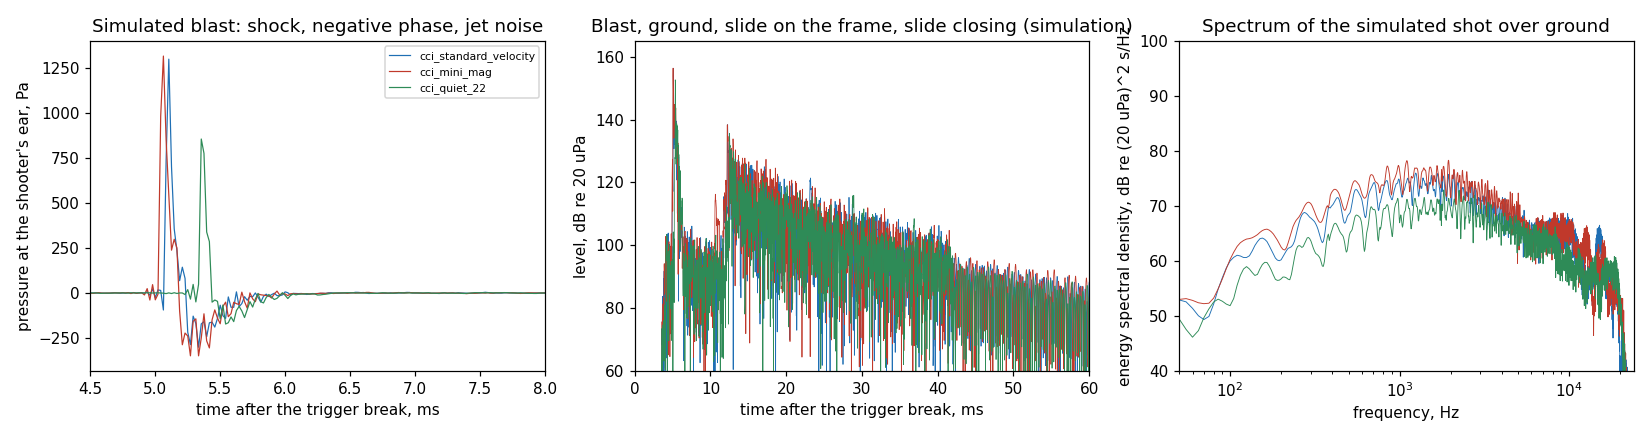 Simulated blast: shock, negative phase, jet noise
pressure at the shooter's ear, Pa
1250
1000
750
500
250
0
−250
cci_standard_velocity
cci_mini_mag
cci_quiet_22
4.5 5.0 5.5 6.0 6.5 7.0 7.5 8.0
time after the trigger break, ms
Blast, ground, slide on the frame, slide closing (simulation)
level, dB re 20 uPa
160
140
120
100
80
60
0 10 20 30 40 50 60
time after the trigger break, ms
Spectrum of the simulated shot over ground
energy spectral density, dB re (20 uPa)^2 s/Hz
100
90
80
70
60
50
40
10² 10³ 10⁴
frequency, Hz